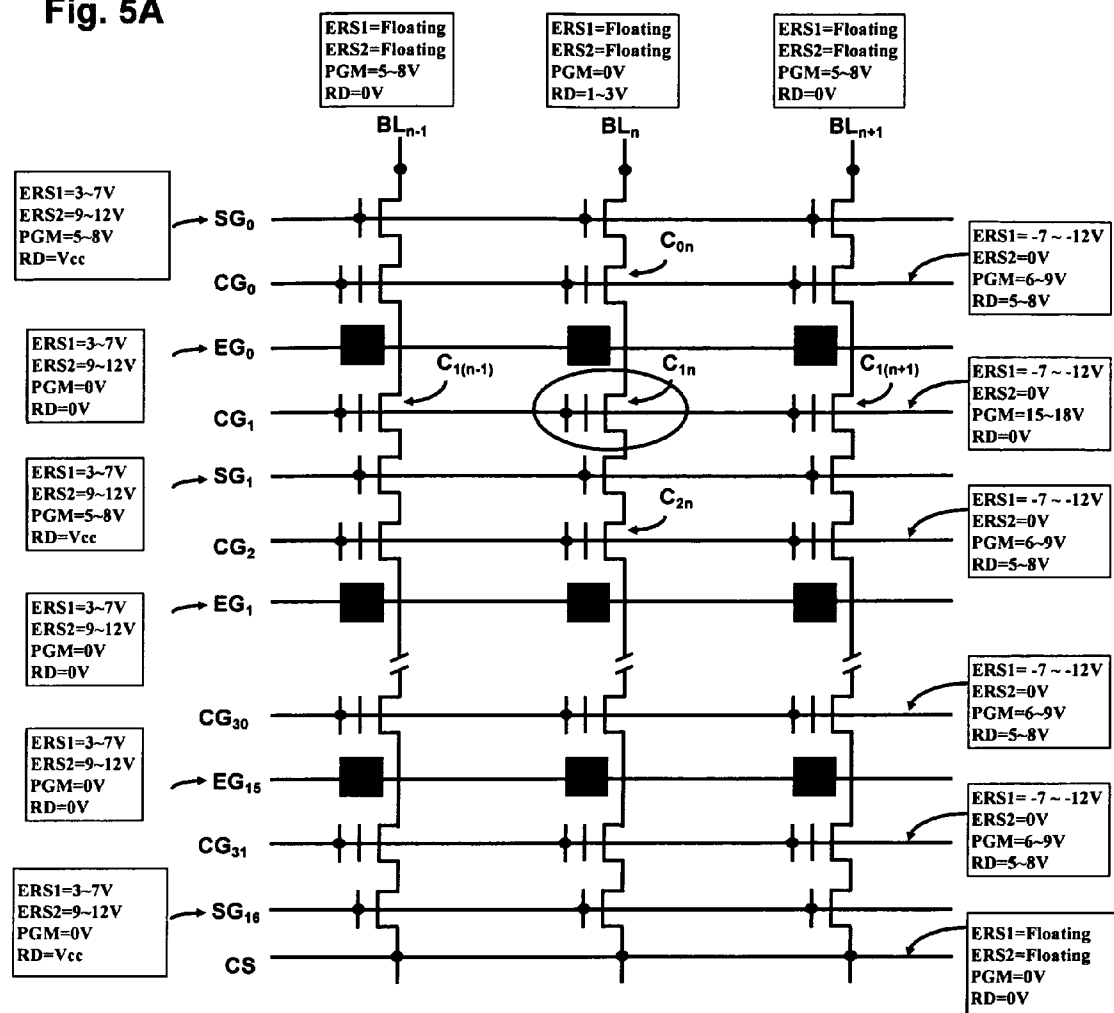 Fig. 5A
ERS1=Floating
ERS2=Floating
PGM=5~8V
RD=0V
ERS1=Floating
ERS2=Floating
PGM=0V
RD=1~3V
ERS1=Floating
ERS2=Floating
PGM=5~8V
RD=0V
BLn-1
BLn
BLn+1
ERS1=3~7V
ERS2=9~12V
PGM=5~8V
RD=Vcc
SG0
C0n
CG0
ERS1= -7 ~ -12V
ERS2=0V
PGM=6~9V
RD=5~8V
ERS1=3~7V
ERS2=9~12V
PGM=0V
RD=0V
EG0
C1(n-1)
C1n
C1(n+1)
CG1
ERS1= -7 ~ -12V
ERS2=0V
PGM=15~18V
RD=0V
ERS1=3~7V
ERS2=9~12V
PGM=5~8V
RD=Vcc
SG1
C2n
CG2
ERS1= -7 ~ -12V
ERS2=0V
PGM=6~9V
RD=5~8V
ERS1=3~7V
ERS2=9~12V
PGM=0V
RD=0V
EG1
CG30
ERS1= -7 ~ -12V
ERS2=0V
PGM=6~9V
RD=5~8V
ERS1=3~7V
ERS2=9~12V
PGM=0V
RD=0V
EG15
CG31
ERS1= -7 ~ -12V
ERS2=0V
PGM=6~9V
RD=5~8V
ERS1=3~7V
ERS2=9~12V
PGM=0V
RD=Vcc
SG16
CS
ERS1=Floating
ERS2=Floating
PGM=0V
RD=0V